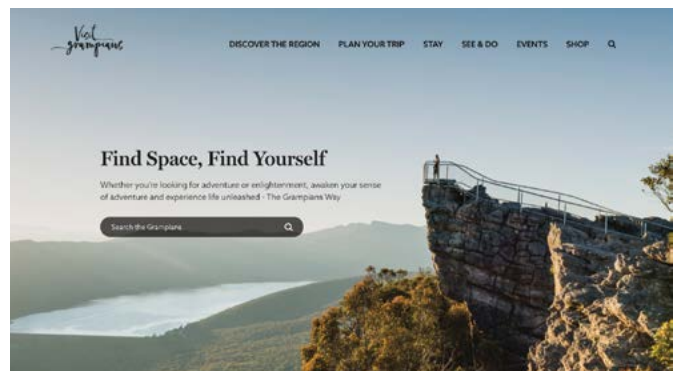 Visit
grampians
DISCOVER THE REGION PLAN YOUR TRIP STAY SEE & DO EVENTS SHOP
Find Space, Find Yourself
Whether you're looking for adventure or enlightenment, awaken your sense
of adventure and experience life unleashed - The Grampians Way
Search the Grampians